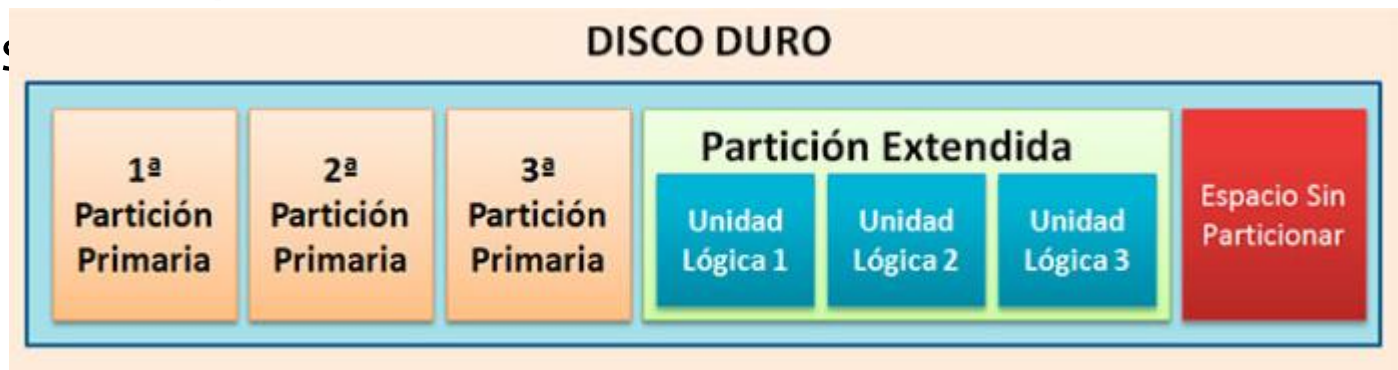 DISCO DURO
1ª
Partición
Primaria
2ª
Partición
Primaria
3ª
Partición
Primaria
Partición Extendida
Unidad
Lógica 1
Unidad
Lógica 2
Unidad
Lógica 3
Espacio Sin
Particionar